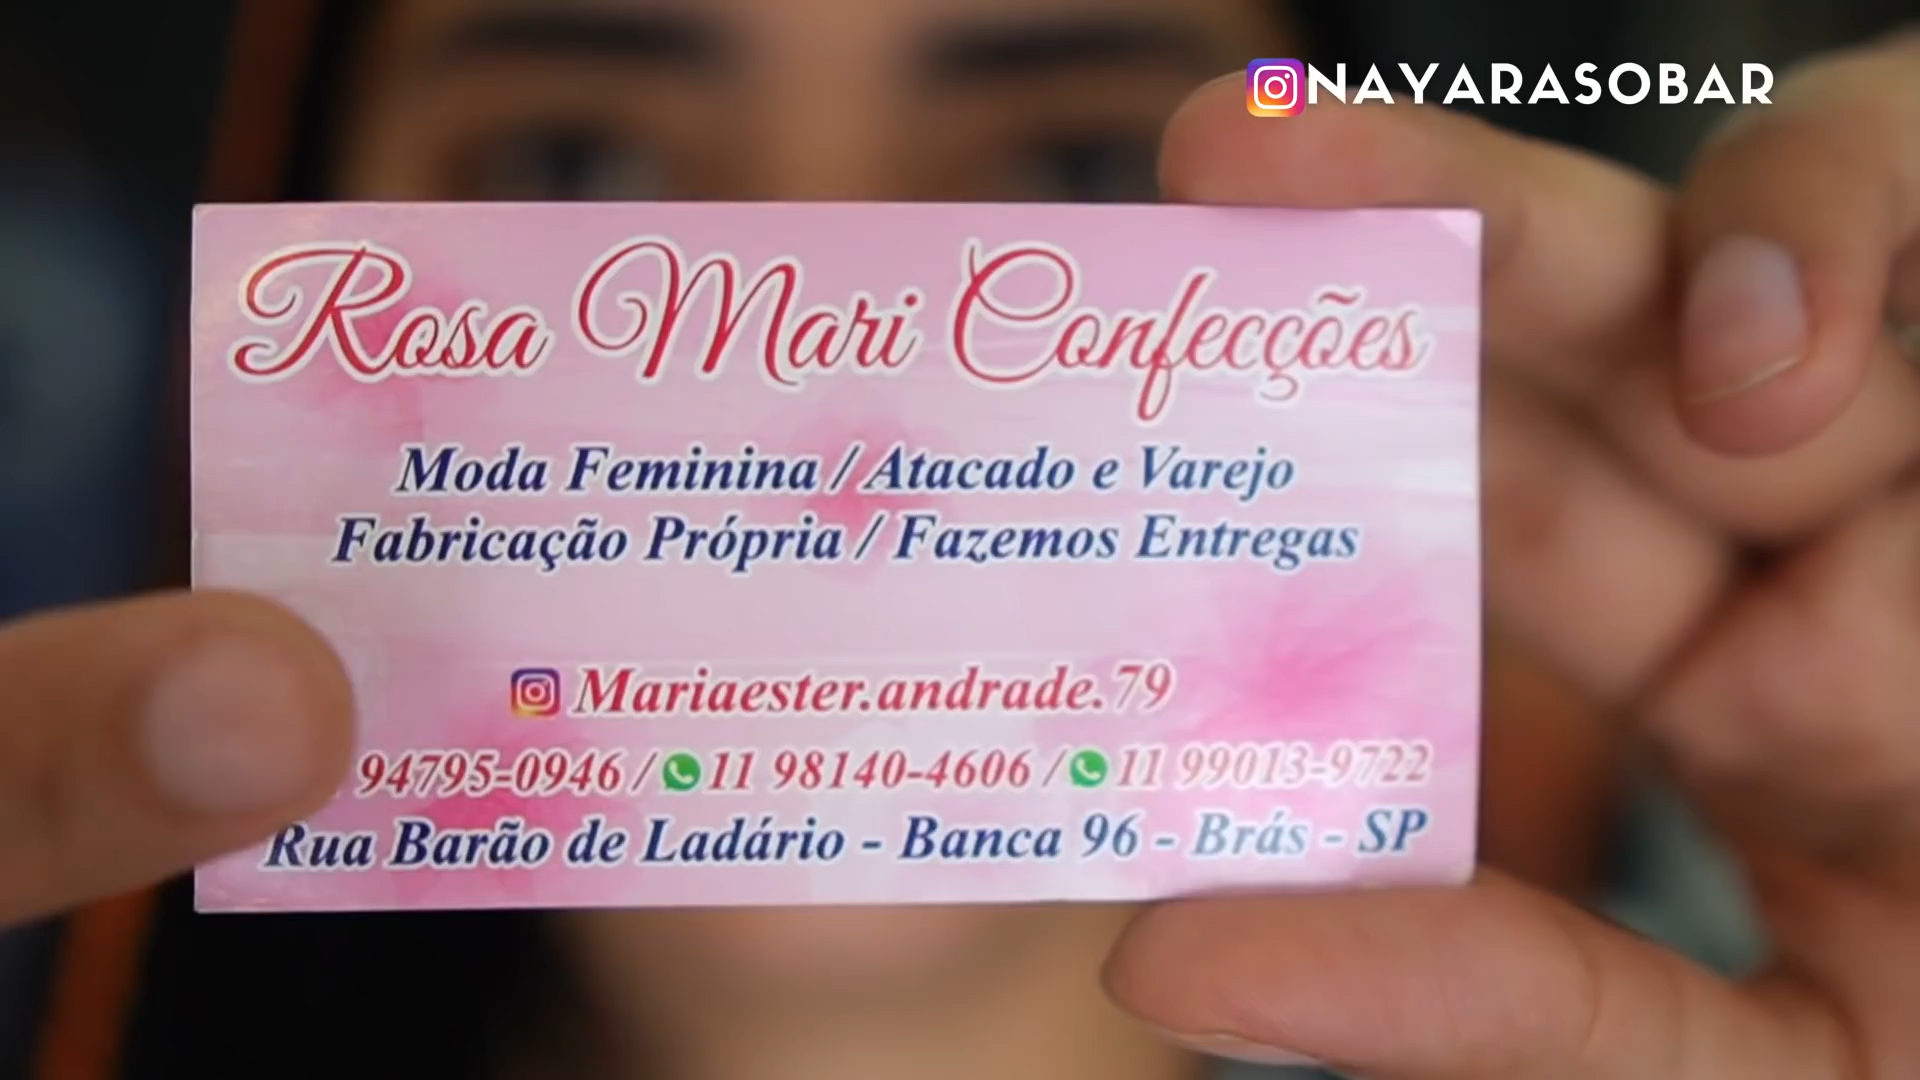 NAYARASOBAR
Rosa Mari Confecções
Moda Feminina / Atacado e Varejo
Fabricação Própria / Fazemos Entregas
Mariaester.andrade.79
94795-0946 / 11 98140-4606 / 11 99013-9722
Rua Barão de Ladário - Banca 96 - Brás - SP